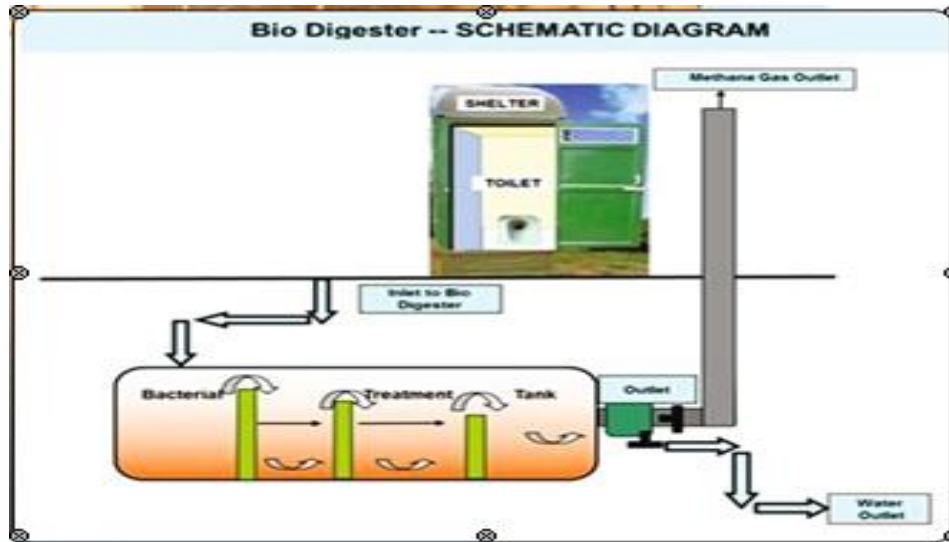 Bio Digester -- SCHEMATIC DIAGRAM
Methane Gas Outlet
SHELTER
TOILET
Inlet to Bio
Digester
Bacterial Treatment Tank
Outlet
Water
Outlet